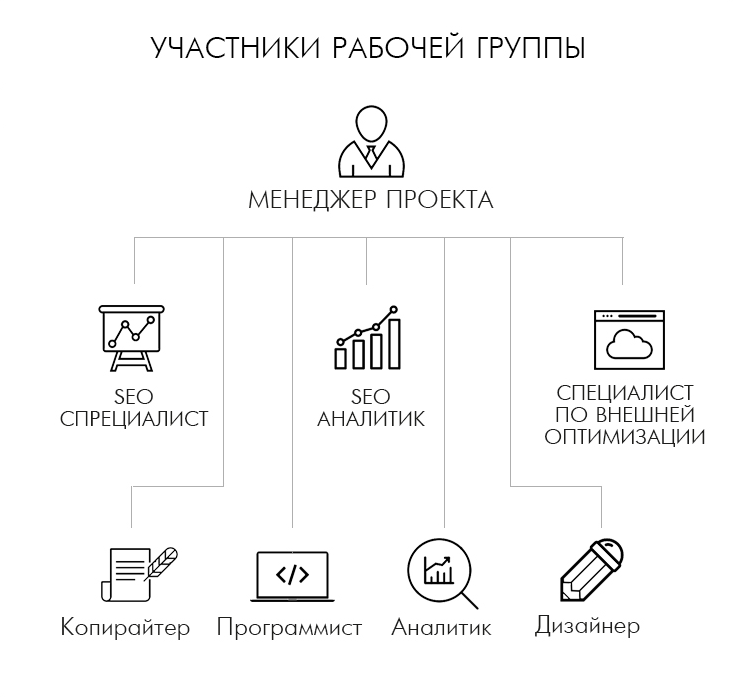 УЧАСТНИКИ РАБОЧЕЙ ГРУППЫ
МЕНЕДЖЕР ПРОЕКТА
SEO
СПРЕЦИАЛИСТ
SEO
АНАЛИТИК
СПЕЦИАЛИСТ
ПО ВНЕШНЕЙ
ОПТИМИЗАЦИИ
Копирайтер
Программист
Аналитик
Дизайнер